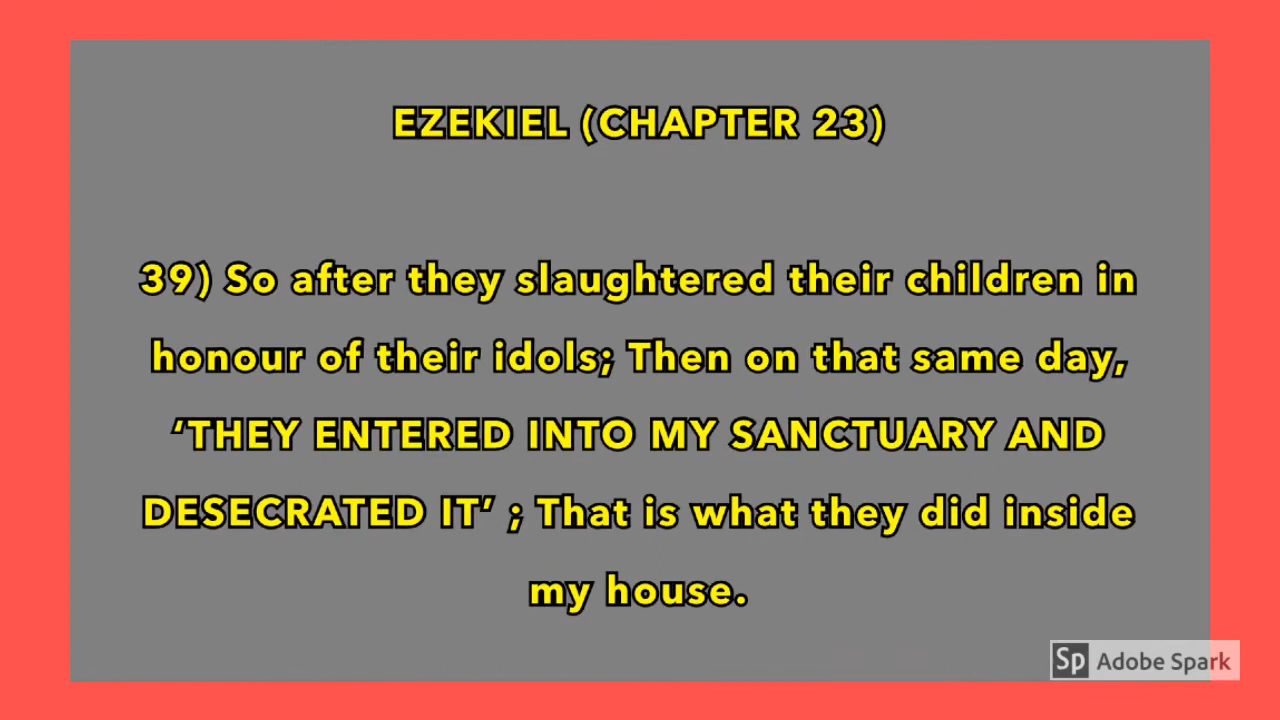 EZEKIEL (CHAPTER 23)
39) So after they slaughtered their children in
honour of their idols; Then on that same day,
‘THEY ENTERED INTO MY SANCTUARY AND
DESECRATED IT’ ; That is what they did inside
my house.
Sp Adobe Spark